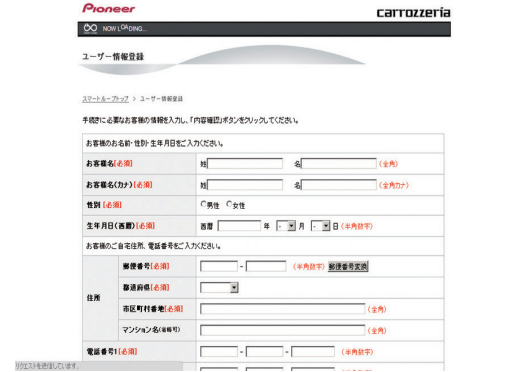 Pioneer
carrozzeria
NOW LOADING...
ユーザー情報登録
スマートループトップ > ユーザー情報登録
手続きに必要なお客様の情報を入力し、「内容確認」ボタンをクリックしてください。
お客様のお名前・性別・生年月日をご入力ください。
お客様名[必須] 姓 名 (全角)
お客様名(カナ)[必須] 姓 名 (全角カナ)
性別 [必須] 男性 女性
生年月日(西暦)[必須] 西暦 年 - 月 - 日 (半角数字)
お客様のご自宅住所、電話番号をご入力ください。
住所
郵便番号[必須] - (半角数字) 郵便番号変換
都道府県[必須]
市区町村番地[必須] (全角)
マンション名(省略可) (全角)
電話番号1[必須] - - (半角数字)
リクエストを送信しています。